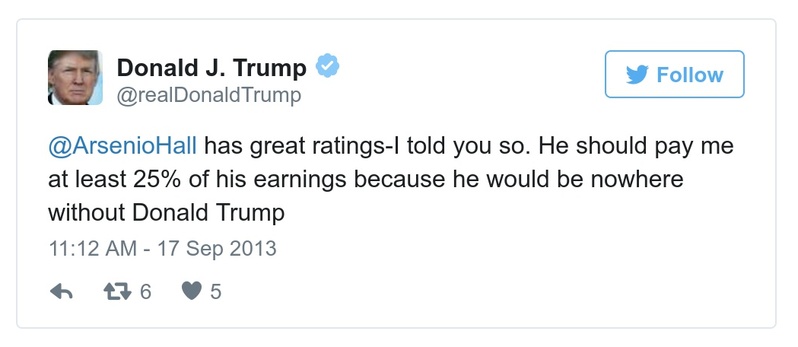 Donald J. Trump
@realDonaldTrump
Follow
@ArsenioHall has great ratings-I told you so. He should pay me
at least 25% of his earnings because he would be nowhere
without Donald Trump
11:12 AM - 17 Sep 2013
6
5